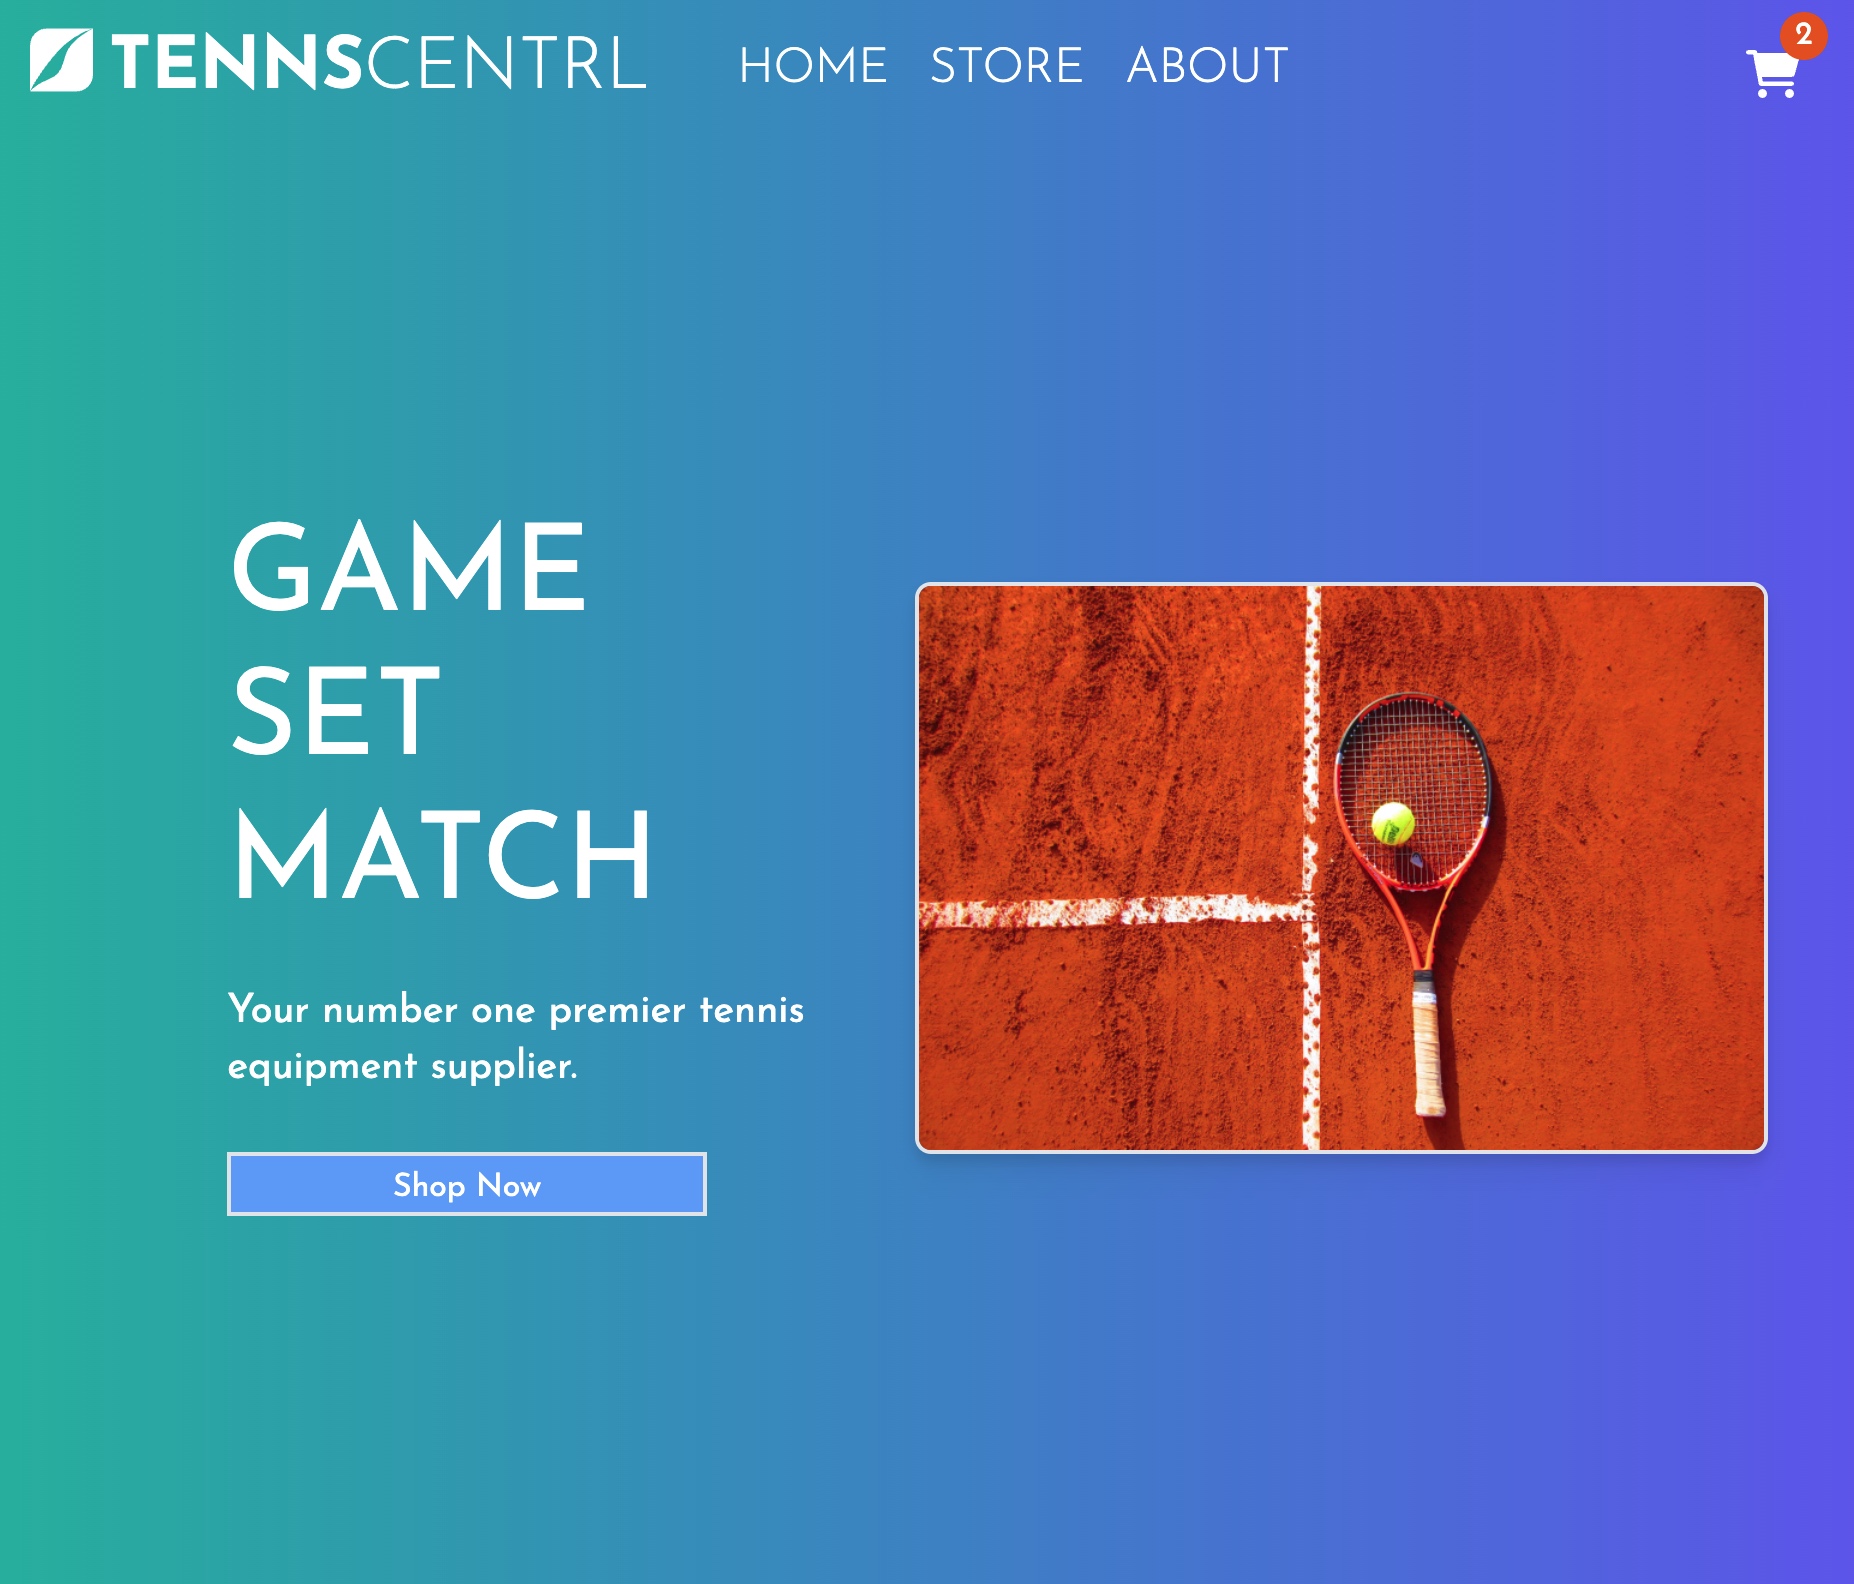 TENNSCENTRL
HOME STORE ABOUT
2
GAME
SET
MATCH
Your number one premier tennis
equipment supplier.
Shop Now